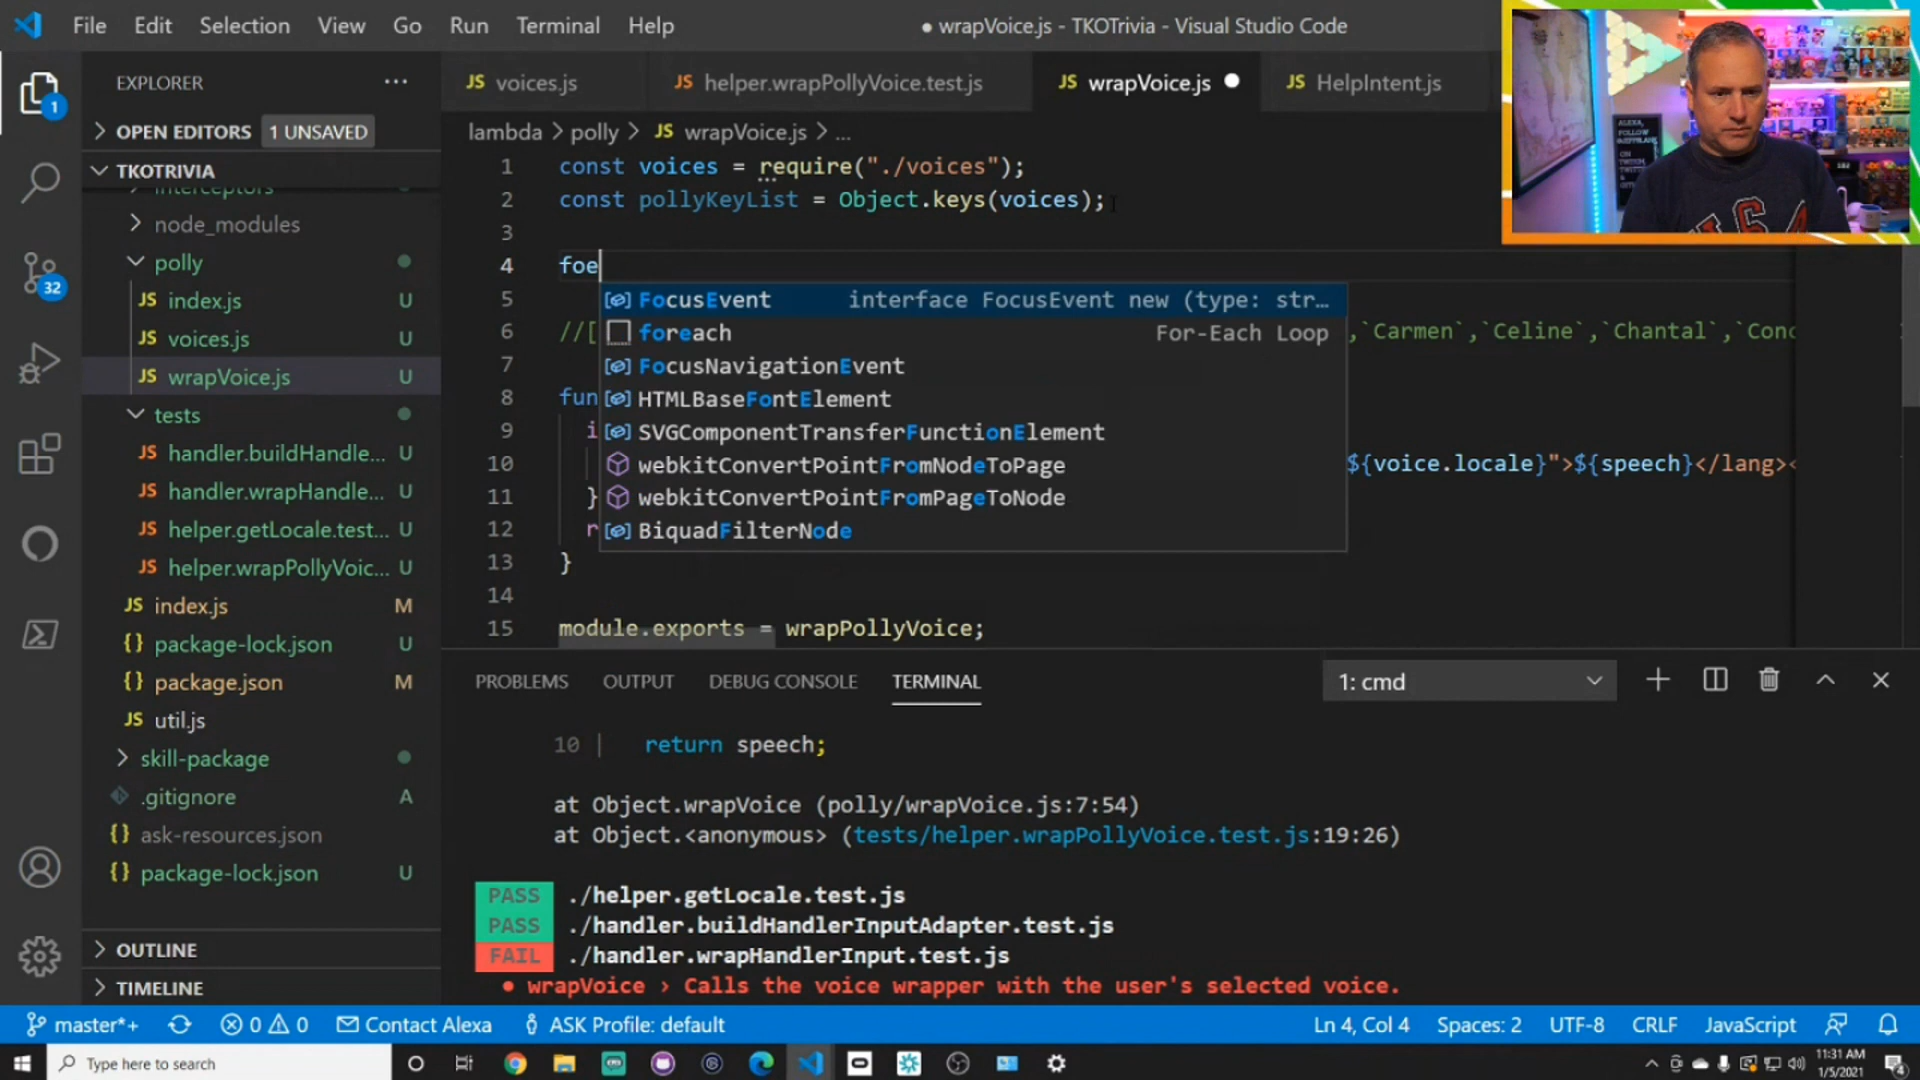 File Edit Selection View Go Run Terminal Help
● wrapVoice.js - TKOTrivia - Visual Studio Code
EXPLORER ...
JS voices.js
JS helper.wrapPollyVoice.test.js
JS wrapVoice.js ●
JS HelpIntent.js
OPEN EDITORS 1 UNSAVED
lambda > polly > JS wrapVoice.js > ...
TKOTRIVIA
interceptors
node_modules
polly
JS index.js U
JS voices.js U
JS wrapVoice.js U
tests
JS handler.buildHandle... U
JS handler.wrapHandle... U
JS helper.getLocale.test... U
JS helper.wrapPollyVoic... U
JS index.js M
{} package-lock.json U
{} package.json M
JS util.js
skill-package
.gitignore A
{} ask-resources.json
{} package-lock.json U
OUTLINE
TIMELINE
1
32
1 const voices = require("./voices");
2 const pollyKeyList = Object.keys(voices);
3
4 foe
5
6 //[ ,`Carmen`,`Celine`,`Chantal`,`Conc
7
8 fun
9 i
10 ${voice.locale}">${speech}</lang><
11 }
12 r
13 }
14
15 module.exports = wrapPollyVoice;
FocusEvent interface FocusEvent new (type: str...
foreach For-Each Loop
FocusNavigationEvent
HTMLBaseFontElement
SVGComponentTransferFunctionElement
webkitConvertPointFromNodeToPage
webkitConvertPointFromPageToNode
BiquadFilterNode
PROBLEMS OUTPUT DEBUG CONSOLE TERMINAL 1: cmd
10 | return speech;
at Object.wrapVoice (polly/wrapVoice.js:7:54)
at Object.<anonymous> (tests/helper.wrapPollyVoice.test.js:19:26)
PASS ./helper.getLocale.test.js
PASS ./handler.buildHandlerInputAdapter.test.js
FAIL ./handler.wrapHandlerInput.test.js
● wrapVoice › Calls the voice wrapper with the user's selected voice.
master*+ 0 0 Contact Alexa ASK Profile: default
Ln 4, Col 4 Spaces: 2 UTF-8 CRLF JavaScript
Type here to search
11:31 AM
1/5/2021
4
ALEXA,
FOLLOW